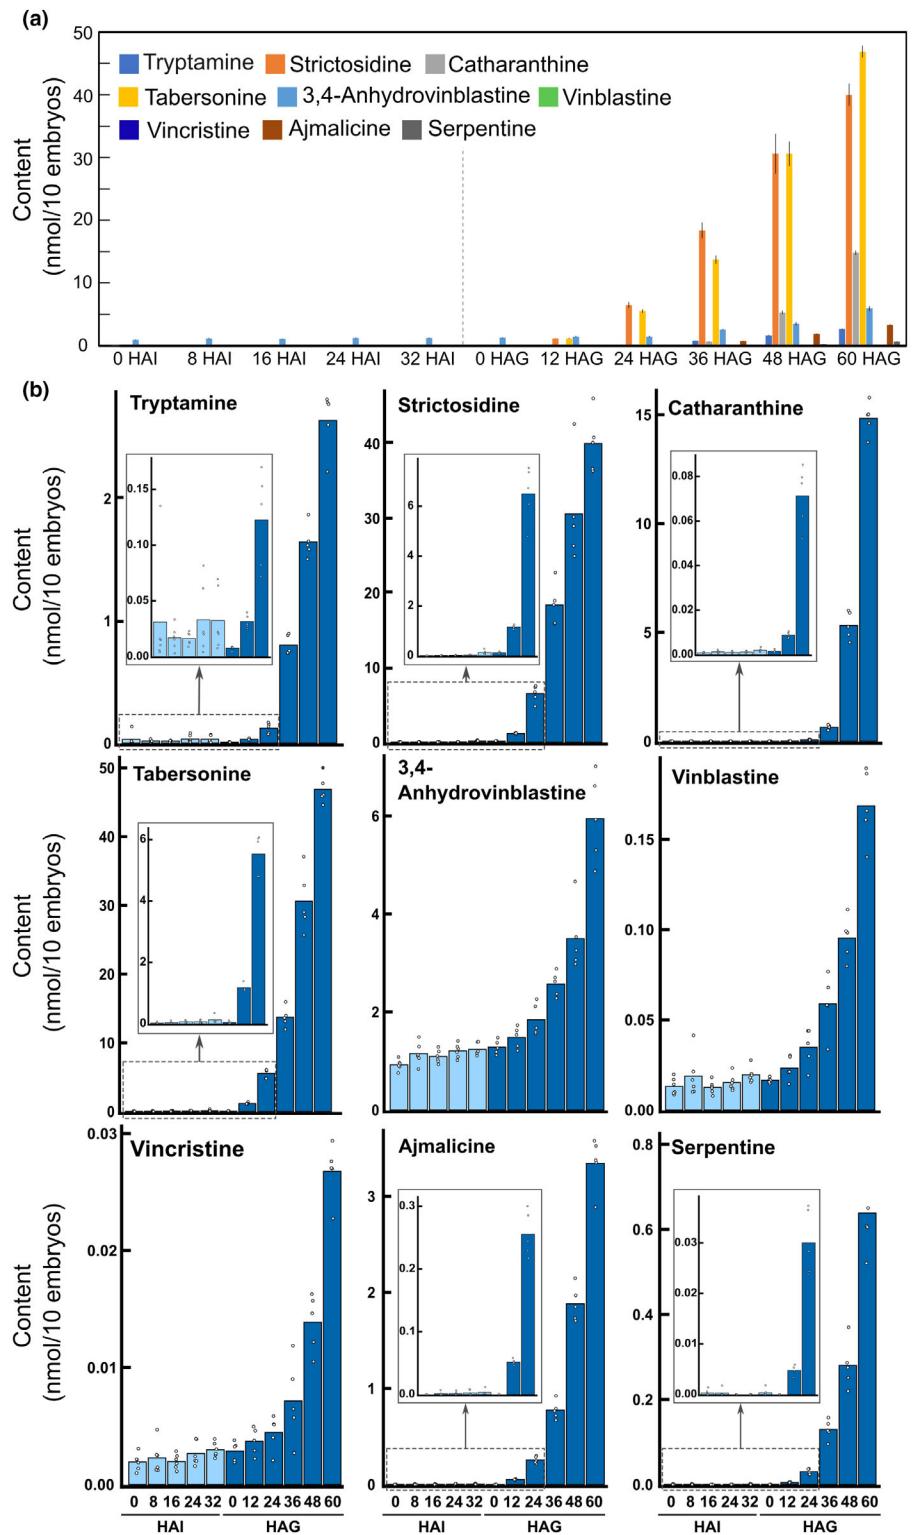 (a)
50
40
30
20
10
0
Content
(nmol/10 embryos)
Tryptamine Strictosidine Catharanthine
Tabersonine 3,4-Anhydrovinblastine Vinblastine
Vincristine Ajmalicine Serpentine
0 HAI 8 HAI 16 HAI 24 HAI 32 HAI 0 HAG 12 HAG 24 HAG 36 HAG 48 HAG 60 HAG
(b)
Content
(nmol/10 embryos)
Tryptamine
2
1
0
0.15
0.10
0.05
0.00
Strictosidine
40
30
20
10
0
6
4
2
0
Catharanthine
15
10
5
0
0.08
0.06
0.04
0.02
0.00
Content
(nmol/10 embryos)
Tabersonine
50
40
30
20
10
0
6
4
2
0
3,4-
Anhydrovinblastine
6
4
2
0
Vinblastine
0.15
0.10
0.05
0.00
Content
(nmol/10 embryos)
Vincristine
0.03
0.02
0.01
0.00
0 8 16 24 32 0 12 24 36 48 60
HAI HAG
Ajmalicine
3
2
1
0
0.3
0.2
0.1
0.0
0 8 16 24 32 0 12 24 36 48 60
HAI HAG
Serpentine
0.8
0.6
0.4
0.2
0.0
0.03
0.02
0.01
0.00
0 8 16 24 32 0 12 24 36 48 60
HAI HAG